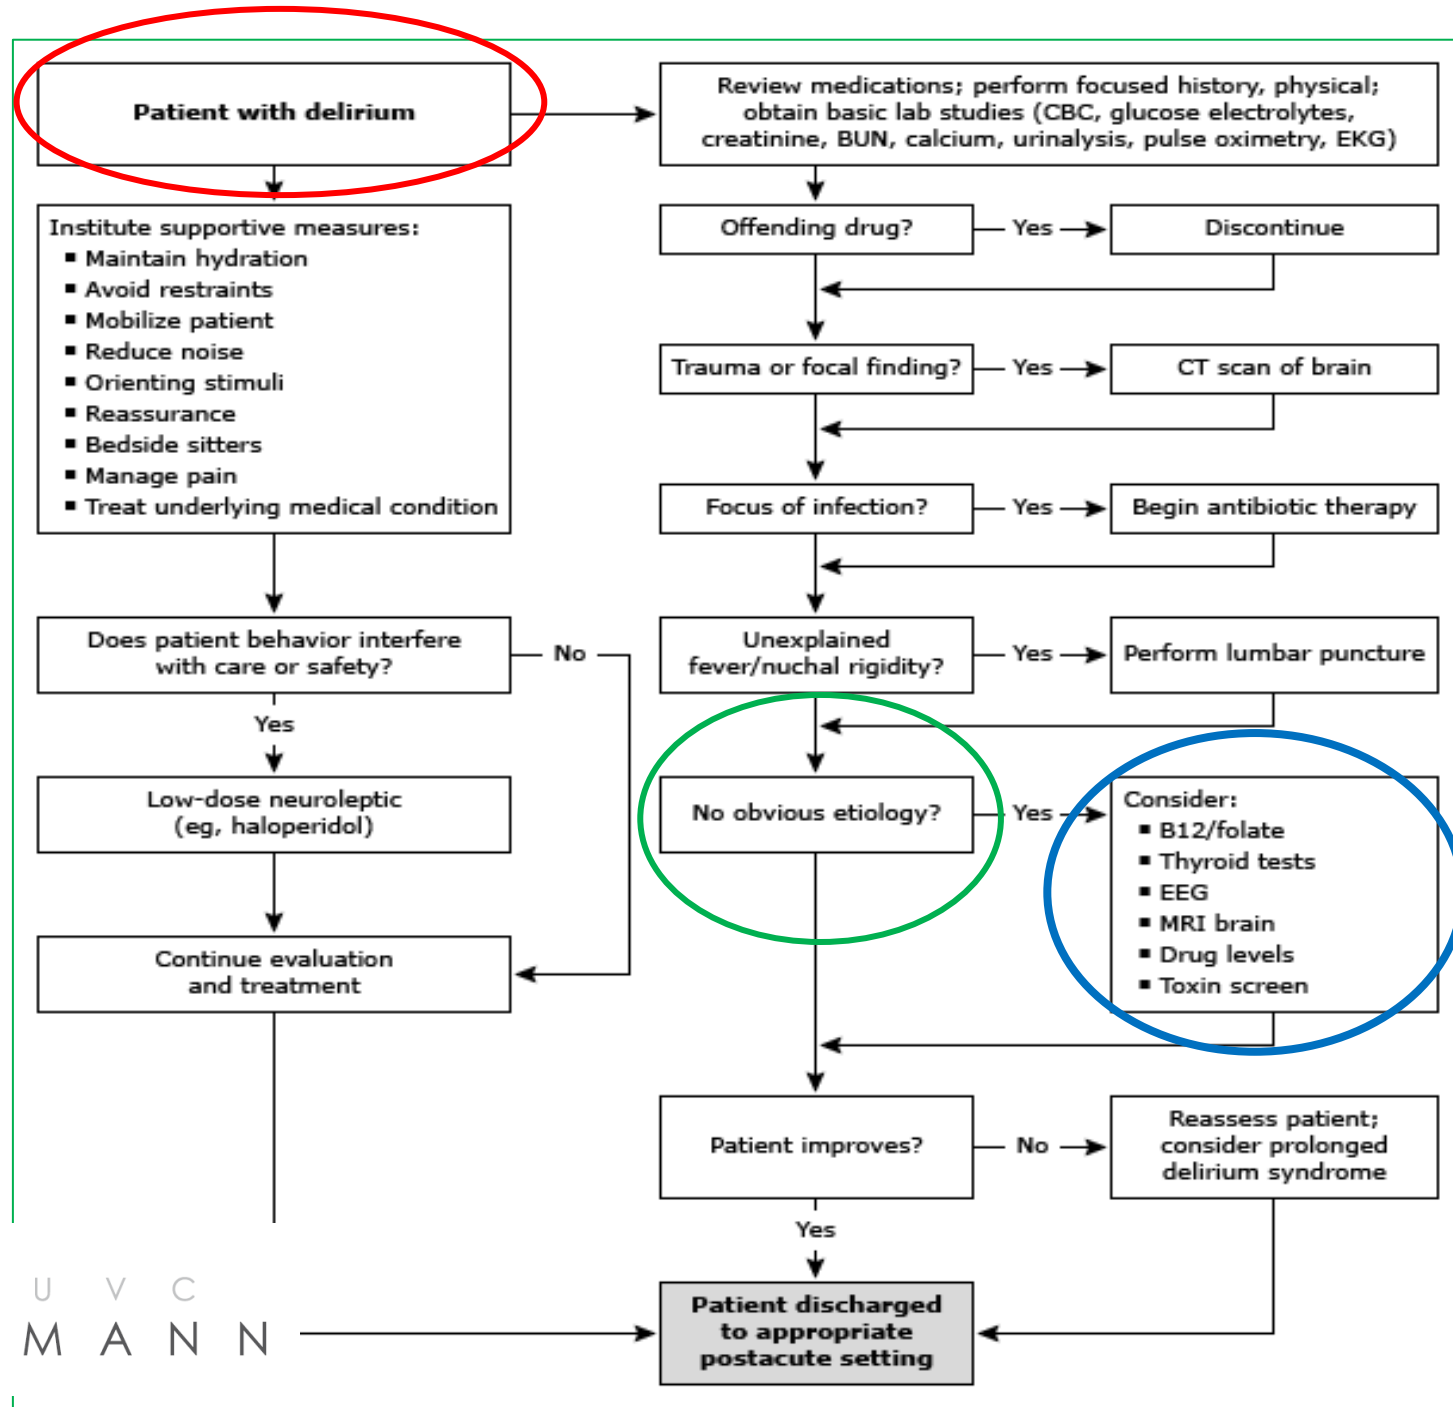 Patient with delirium
Review medications; perform focused history, physical;
obtain basic lab studies (CBC, glucose electrolytes,
creatinine, BUN, calcium, urinalysis, pulse oximetry, EKG)
Institute supportive measures:
▪ Maintain hydration
▪ Avoid restraints
▪ Mobilize patient
▪ Reduce noise
▪ Orienting stimuli
▪ Reassurance
▪ Bedside sitters
▪ Manage pain
▪ Treat underlying medical condition
Does patient behavior interfere
with care or safety?
No
Yes
Low-dose neuroleptic
(eg, haloperidol)
Continue evaluation
and treatment
Offending drug?
Yes
Discontinue
Trauma or focal finding?
Yes
CT scan of brain
Focus of infection?
Yes
Begin antibiotic therapy
Unexplained
fever/nuchal rigidity?
Yes
Perform lumbar puncture
No obvious etiology?
Yes
Consider:
▪ B12/folate
▪ Thyroid tests
▪ EEG
▪ MRI brain
▪ Drug levels
▪ Toxin screen
Patient improves?
No
Reassess patient;
consider prolonged
delirium syndrome
Yes
Patient discharged
to appropriate
postacute setting
U V C
M A N N